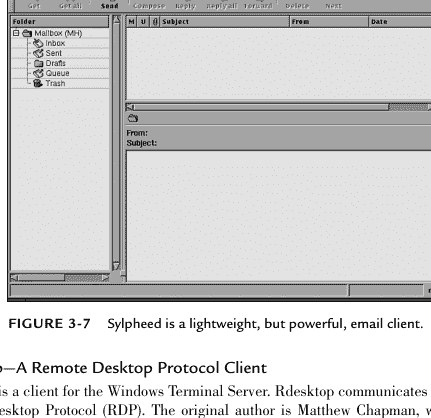 Get Get all Send Compose Reply Reply all Forward Delete Next
Folder
Mailbox (MH)
Inbox
Sent
Drafts
Queue
Trash
M U Subject From Date
From:
Subject:
FIGURE 3-7 Sylpheed is a lightweight, but powerful, email client.
—A Remote Desktop Protocol Client
is a client for the Windows Terminal Server. Rdesktop communicates
Protocol (RDP). The original author is Matthew Chapman,